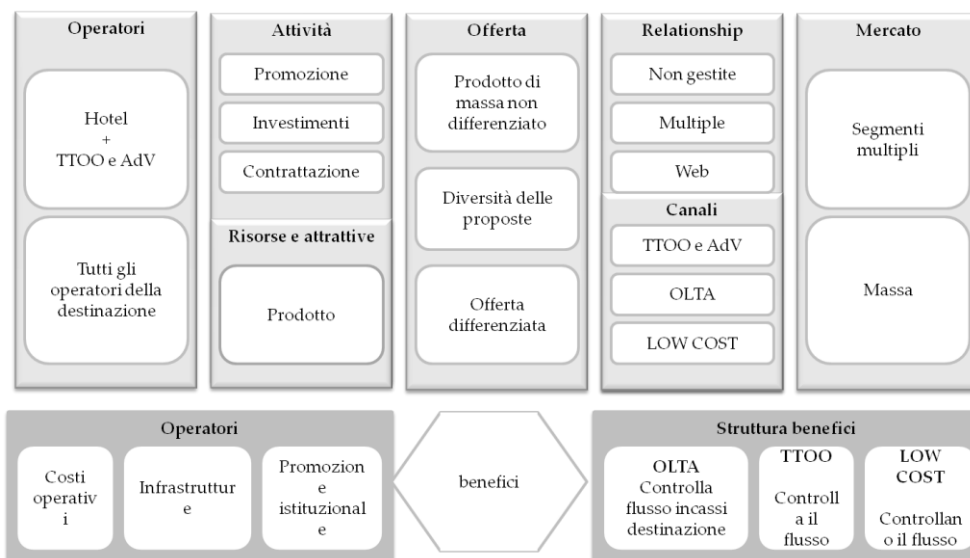 Operatori
Hotel
+
TTOO e AdV
Tutti gli
operatori della
destinazione
Attività
Promozione
Investimenti
Contrattazione
Risorse e attrattive
Prodotto
Offerta
Prodotto di
massa non
differenziato
Diversità delle
proposte
Offerta
differenziata
Relationship
Non gestite
Multiple
Web
Canali
TTOO e AdV
OLTA
LOW COST
Mercato
Segmenti
multipli
Massa
Operatori
Costi
operativ
i
Infrastruttur
e
Promozion
e
istituzional
e
benefici
Struttura benefici
OLTA
Controlla
flusso incassi
destinazione
TTOO
Controll
a il
flusso
LOW
COST
Controllan
o il flusso